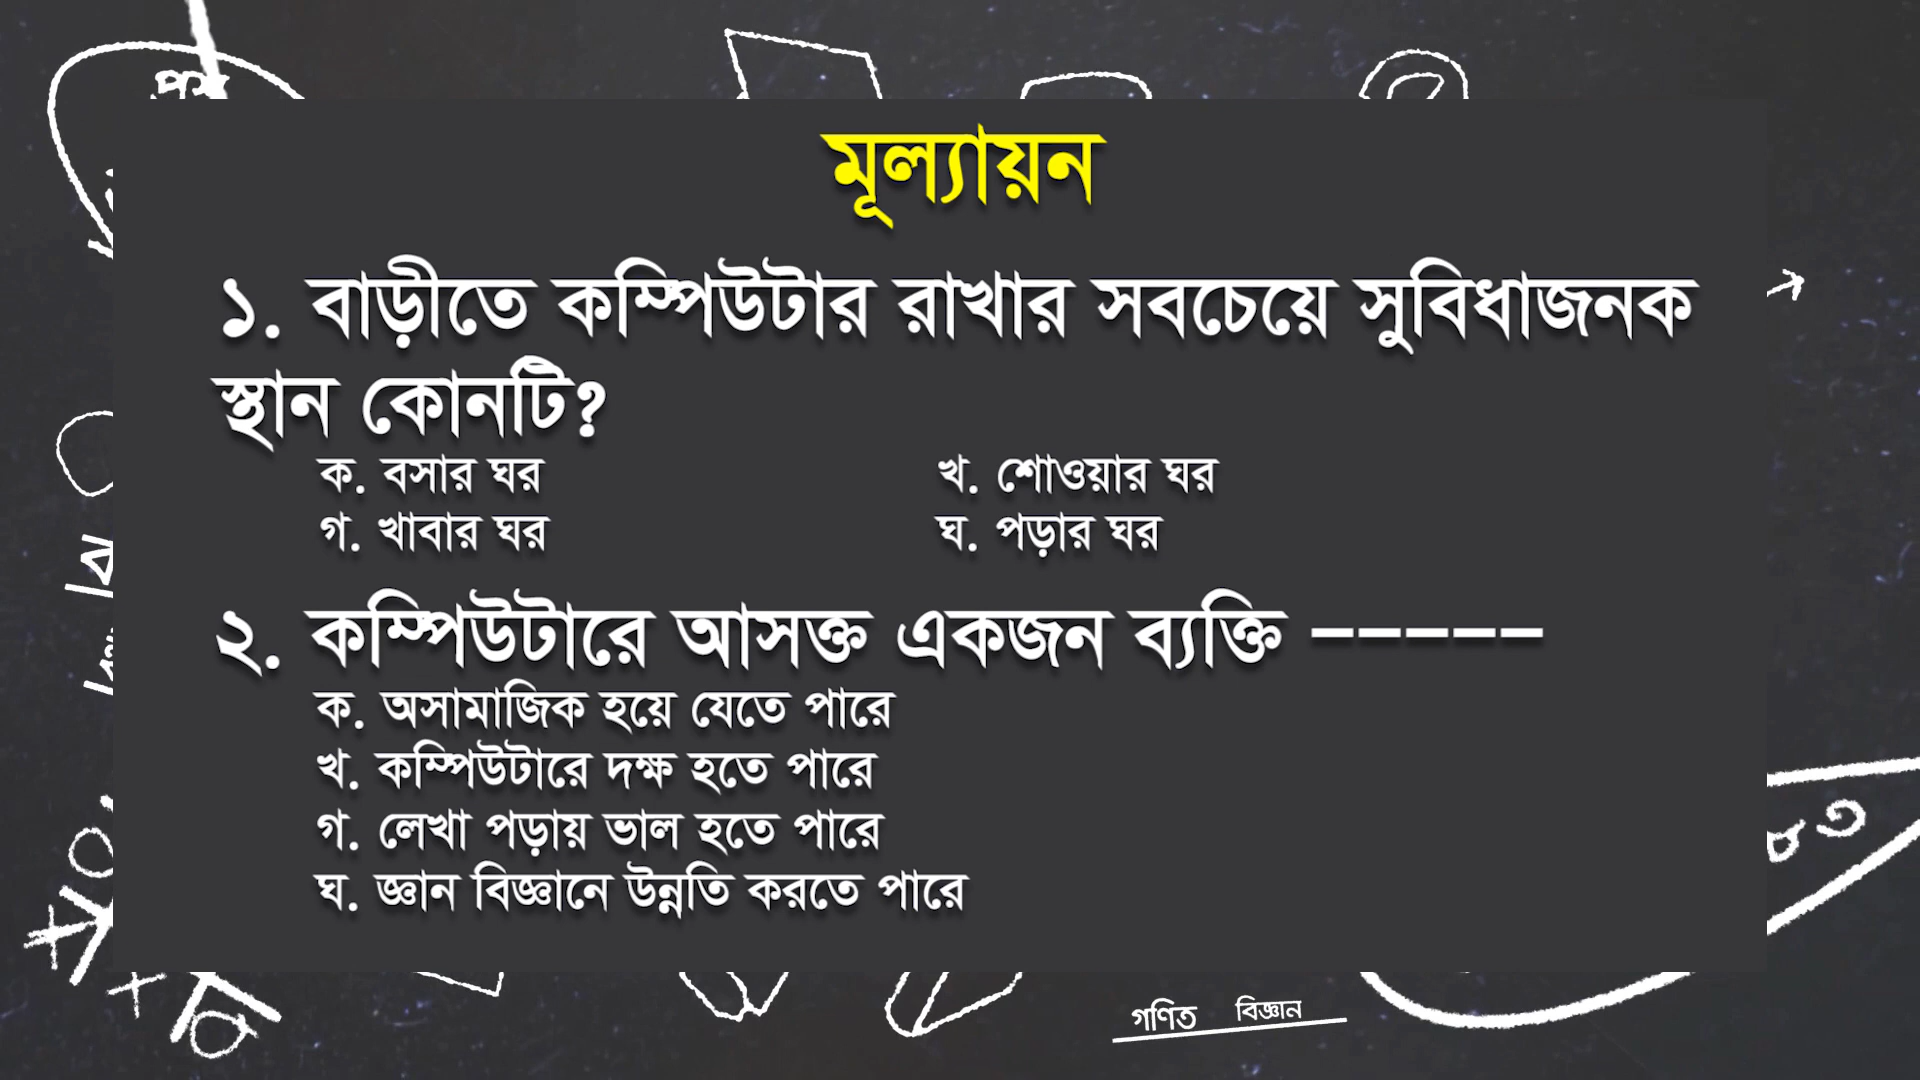 মূল্যায়ন
১. বাড়ীতে কম্পিউটার রাখার সবচেয়ে সুবিধাজনক
স্থান কোনটি?
ক. বসার ঘর খ. শোওয়ার ঘর
গ. খাবার ঘর ঘ. পড়ার ঘর
২. কম্পিউটারে আসক্ত একজন ব্যক্তি -----
ক. অসামাজিক হয়ে যেতে পারে
খ. কম্পিউটারে দক্ষ হতে পারে
গ. লেখা পড়ায় ভাল হতে পারে
ঘ. জ্ঞান বিজ্ঞানে উন্নতি করতে পারে
গণিত বিজ্ঞান